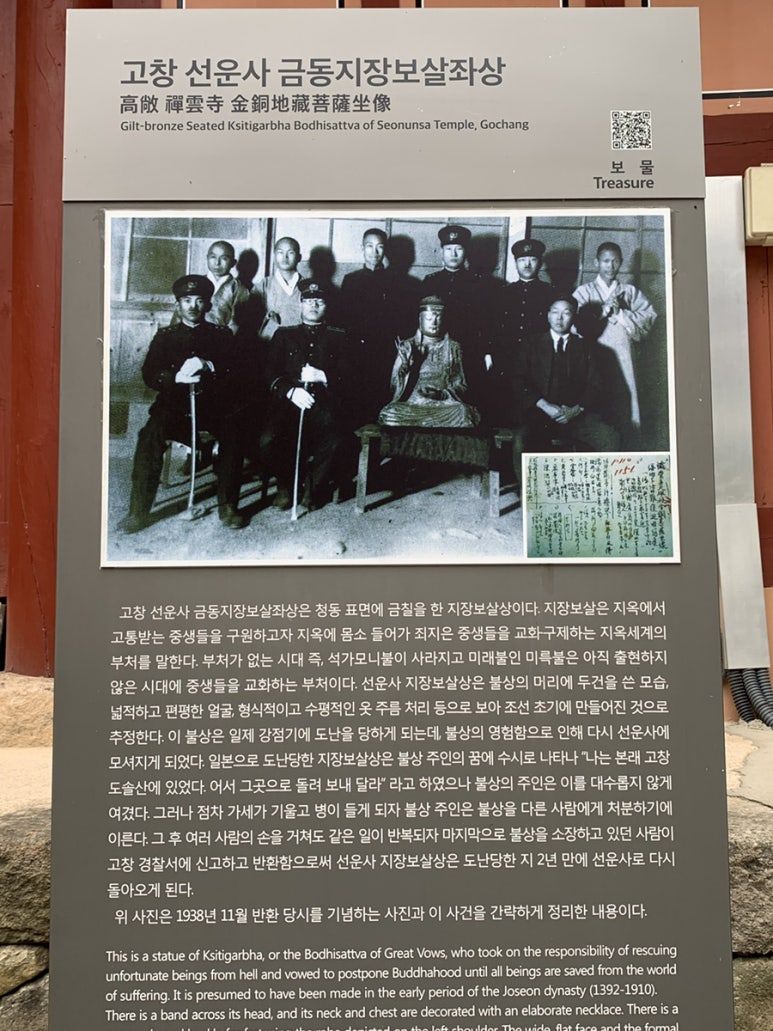 고창 선운사 금동지장보살좌상
高敞 禪雲寺 金銅地藏菩薩坐像
Gilt-bronze Seated Ksitigarbha Bodhisattva of Seonunsa Temple, Gochang
보 물
Treasure
고창 선운사 금동지장보살좌상은 청동 표면에 금칠을 한 지장보살상이다. 지장보살은 지옥에서
고통받는 중생들을 구원하고자 지옥에 몸소 들어가 죄지은 중생들을 교화·구제하는 지옥세계의
부처를 말한다. 부처가 없는 시대 즉, 석가모니불이 사라지고 미래불인 미륵불은 아직 출현하지
않은 시대에 중생들을 교화하는 부처이다. 선운사 지장보살상은 불상의 머리에 두건을 쓴 모습,
넓적하고 편평한 얼굴, 형식적이고 수평적인 옷 주름 처리 등으로 보아 조선 초기에 만들어진 것으로
추정한다. 이 불상은 일제 강점기에 도난을 당하게 되는데, 불상의 영험함으로 인해 다시 선운사에
모셔지게 되었다. 일본으로 도난당한 지장보살상은 불상 주인의 꿈에 수시로 나타나 "나는 본래 고창
도솔산에 있었다. 어서 그곳으로 돌려 보내 달라" 라고 하였으나 불상의 주인은 이를 대수롭지 않게
여겼다. 그러나 점차 가세가 기울고 병이 들게 되자 불상 주인은 불상을 다른 사람에게 처분하기에
이른다. 그 후 여러 사람의 손을 거쳐도 같은 일이 반복되자 마지막으로 불상을 소장하고 있던 사람이
고창 경찰서에 신고하고 반환함으로써 선운사 지장보살상은 도난당한 지 2년 만에 선운사로 다시
돌아오게 된다.
위 사진은 1938년 11월 반환 당시를 기념하는 사진과 이 사건을 간략하게 정리한 내용이다.
This is a statue of Ksitigarbha, or the Bodhisattva of Great Vows, who took on the responsibility of rescuing
unfortunate beings from hell and vowed to postpone Buddhahood until all beings are saved from the world
of suffering. It is presumed to have been made in the early period of the Joseon dynasty (1392-1910).
There is a band across its head, and its neck and chest are decorated with an elaborate necklace. There is a